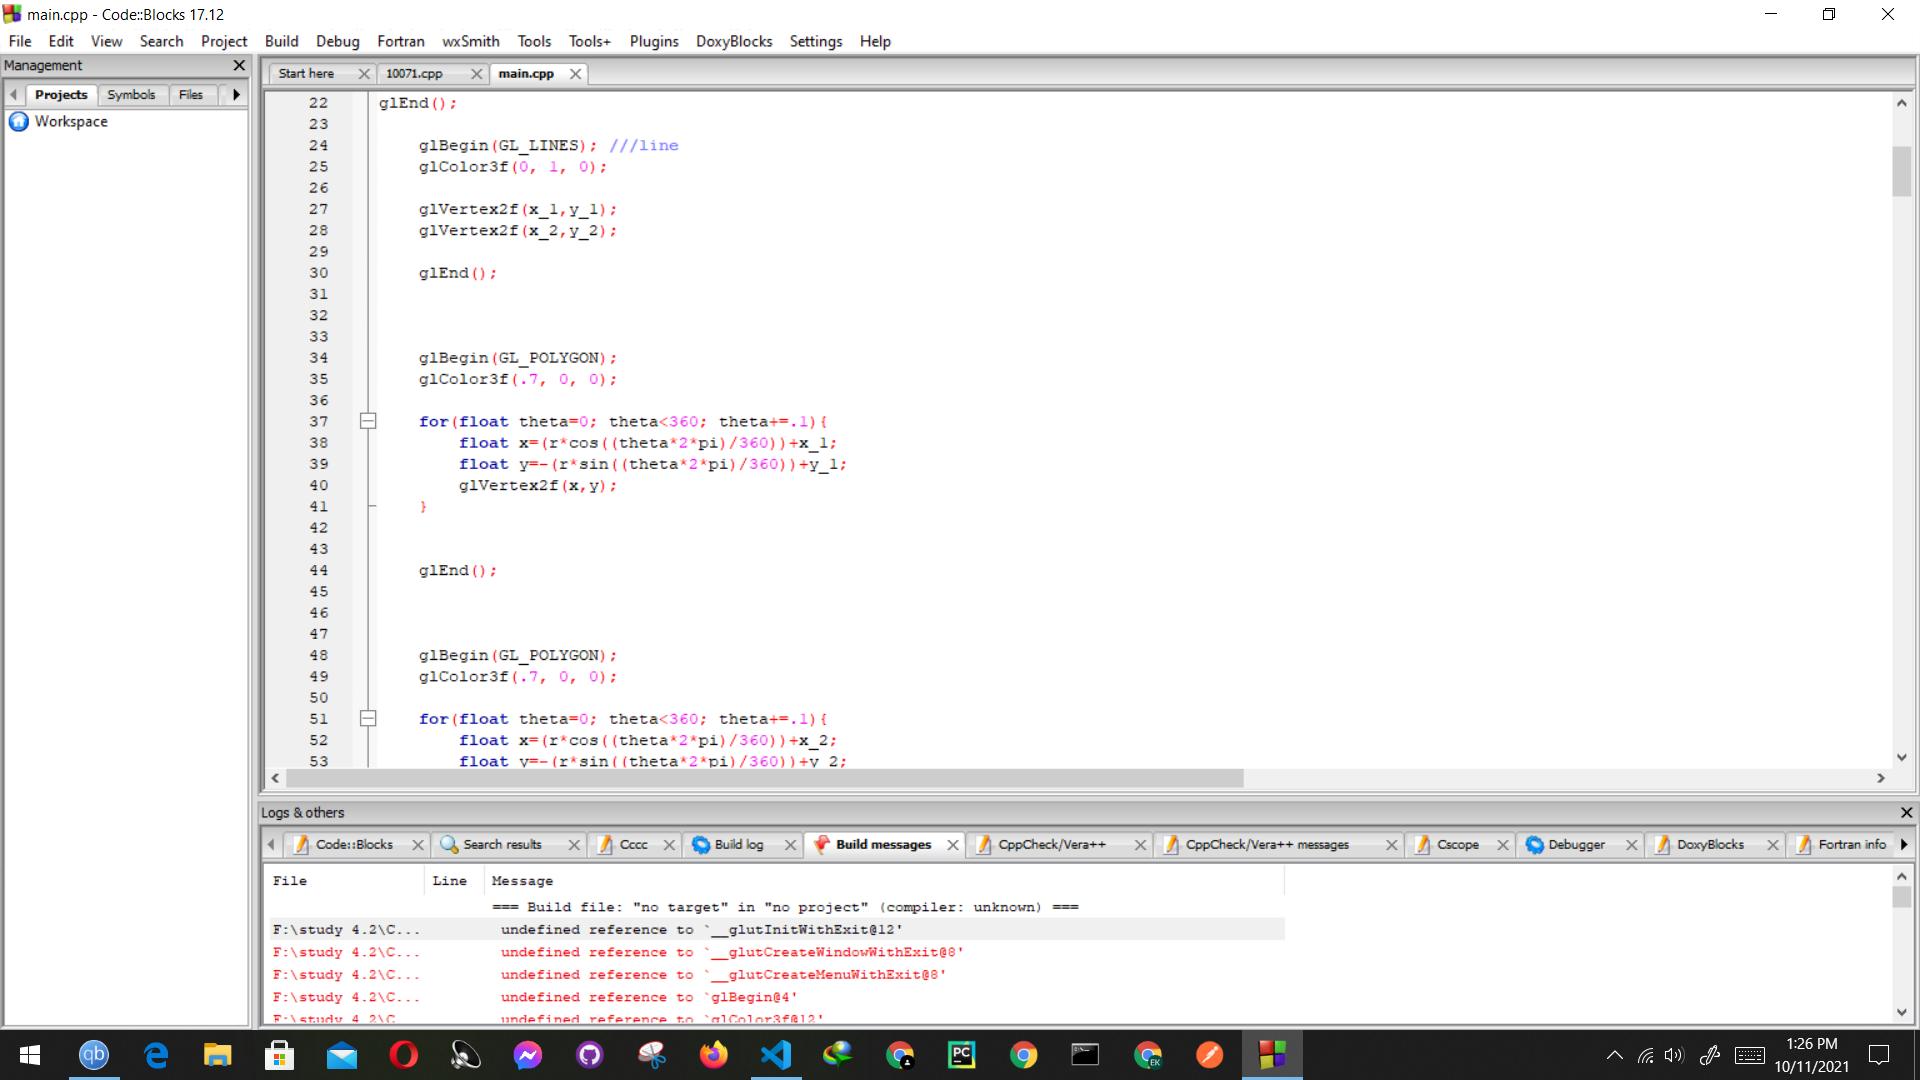 main.cpp - Code::Blocks 17.12
File Edit View Search Project Build Debug Fortran wxSmith Tools Tools+ Plugins DoxyBlocks Settings Help
Management
Projects Symbols Files
Workspace
Start here 10071.cpp main.cpp
22 glEnd();
23
24 glBegin(GL_LINES); ///line
25 glColor3f(0, 1, 0);
26
27 glVertex2f(x_1,y_1);
28 glVertex2f(x_2,y_2);
29
30 glEnd();
31
32
33
34 glBegin(GL_POLYGON);
35 glColor3f(.7, 0, 0);
36
37 for(float theta=0; theta<360; theta+=.1){
38 float x=(r*cos((theta*2*pi)/360))+x_1;
39 float y=-(r*sin((theta*2*pi)/360))+y_1;
40 glVertex2f(x,y);
41 }
42
43
44 glEnd();
45
46
47
48 glBegin(GL_POLYGON);
49 glColor3f(.7, 0, 0);
50
51 for(float theta=0; theta<360; theta+=.1){
52 float x=(r*cos((theta*2*pi)/360))+x_2;
53 float y=-(r*sin((theta*2*pi)/360))+y_2;
Logs & others
Code::Blocks Search results Cccc Build log Build messages CppCheck/Vera++ CppCheck/Vera++ messages Cscope Debugger DoxyBlocks Fortran info
File Line Message
=== Build file: "no target" in "no project" (compiler: unknown) ===
F:\study 4.2\C... undefined reference to `__glutInitWithExit@12'
F:\study 4.2\C... undefined reference to `__glutCreateWindowWithExit@8'
F:\study 4.2\C... undefined reference to `__glutCreateMenuWithExit@8'
F:\study 4.2\C... undefined reference to `glBegin@4'
F:\study 4.2\C... undefined reference to `glColor3f@12'
qb
PC
EK
1:26 PM
10/11/2021